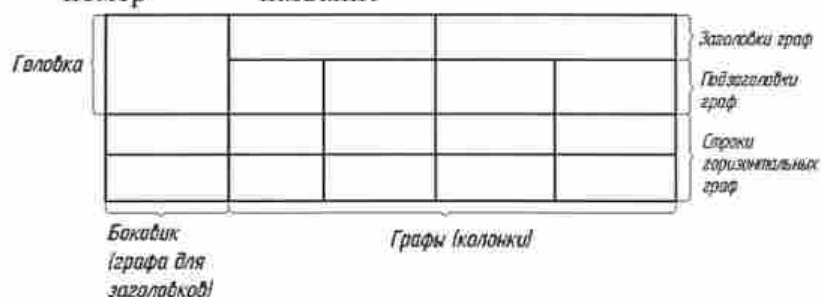 Головка
Заголовки граф
Подзаголовки
граф
Строки
горизонтальных
граф
Боковик
(графа для
заголовков)
Графы (колонки)